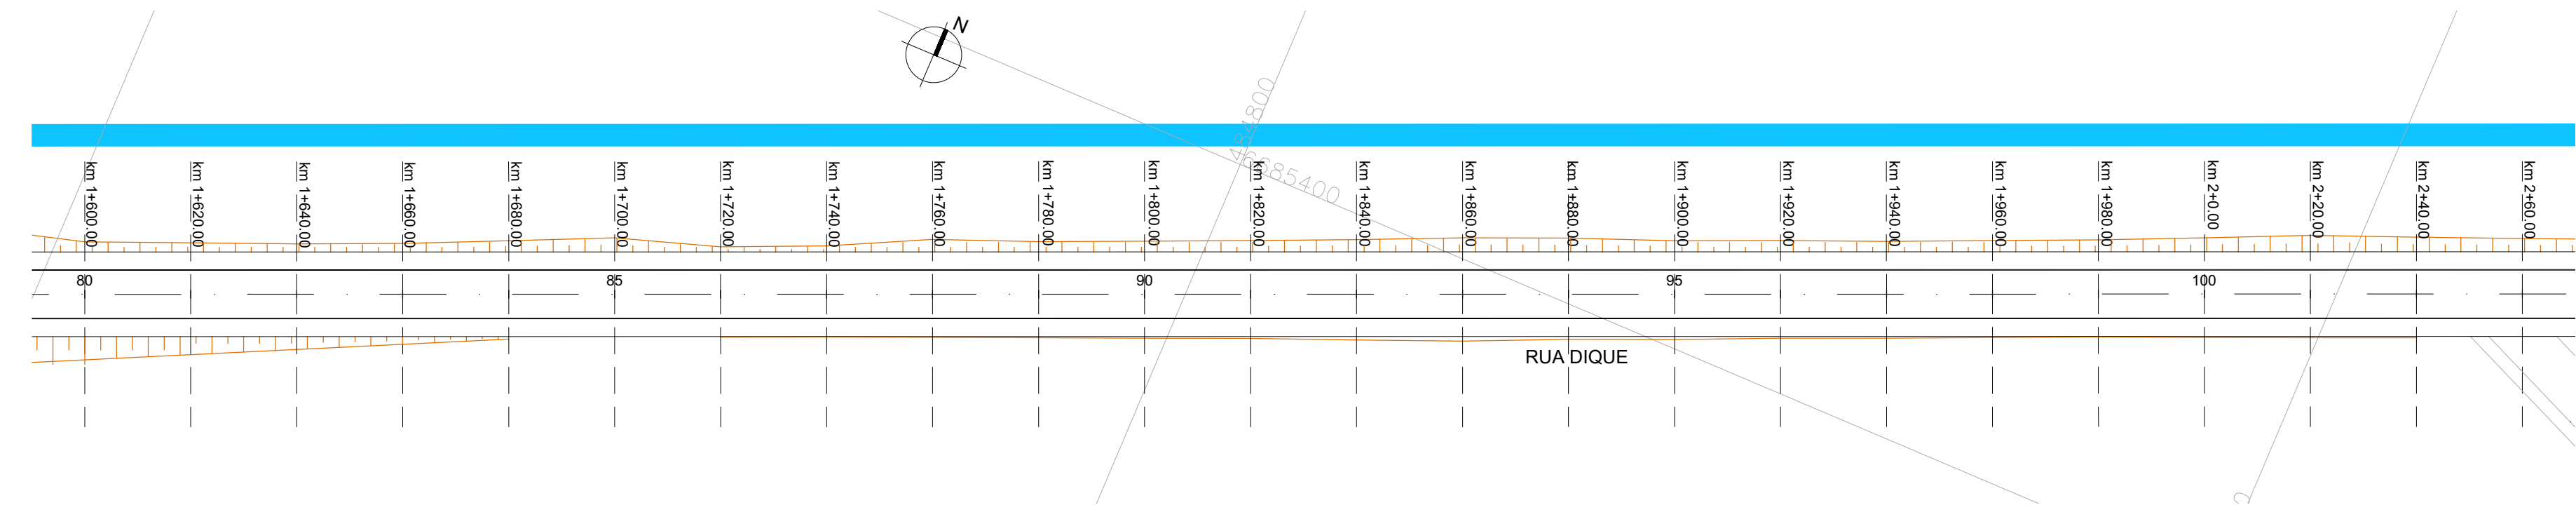 N
484800
6685400
km 1+600.00
km 1+620.00
km 1+640.00
km 1+660.00
km 1+680.00
km 1+700.00
km 1+720.00
km 1+740.00
km 1+760.00
km 1+780.00
km 1+800.00
km 1+820.00
km 1+840.00
km 1+860.00
km 1+880.00
km 1+900.00
km 1+920.00
km 1+940.00
km 1+960.00
km 1+980.00
km 2+0.00
km 2+20.00
km 2+40.00
km 2+60.00
80
85
90
95
100
RUA DIQUE